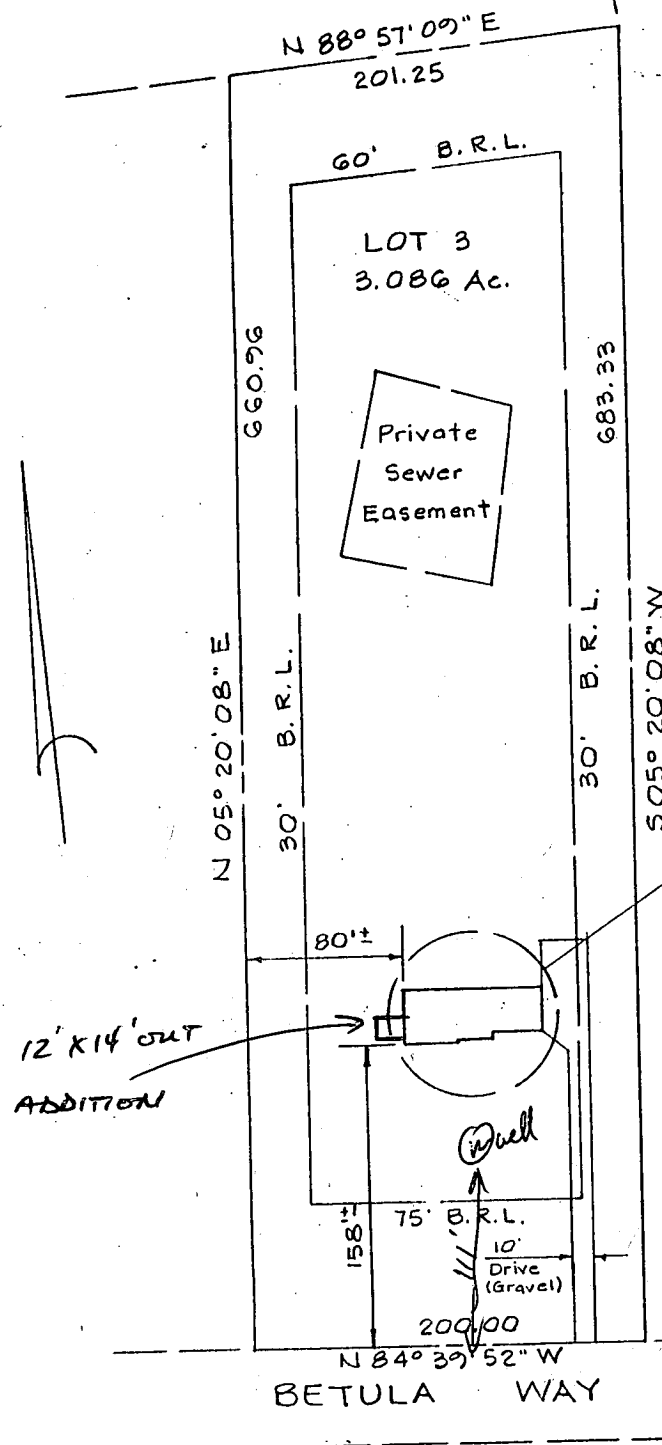 N 88° 57' 09" E
201.25
60' B.R.L.
LOT 3
3.086 Ac.
660.96
683.33
Private
Sewer
Easement
N 05° 20' 08" E
30' B.R.L.
30' B.R.L.
S 05° 20' 08" W
80'±
12' X 14' OUT
ADDITION
well
158'±
75' B.R.L.
10'
Drive
(Gravel)
200.00
N 84° 39' 52" W
BETULA WAY